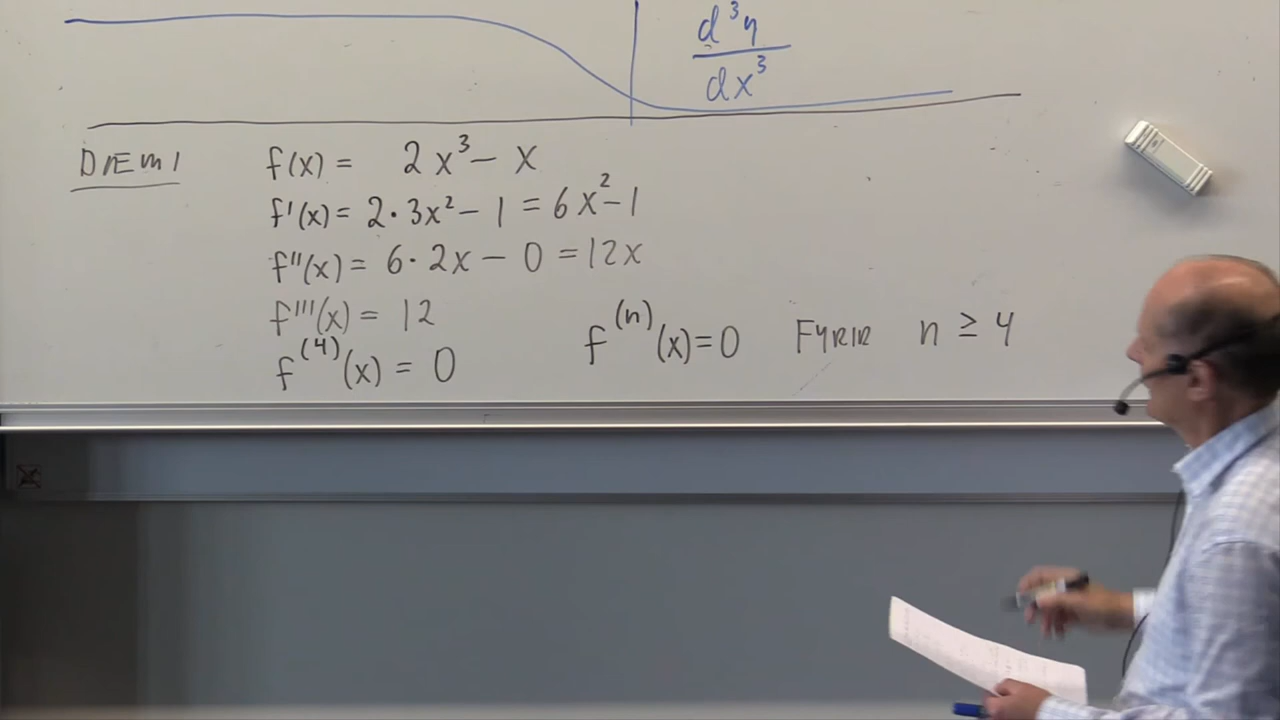 d³y
dx³
DÆMI f(x) = 2x³ − x
f'(x) = 2·3x² − 1 = 6x² − 1
f''(x) = 6·2x − 0 = 12x
f'''(x) = 12
f⁽⁴⁾(x) = 0 f⁽ⁿ⁾(x) = 0 FYRIR n ≥ 4